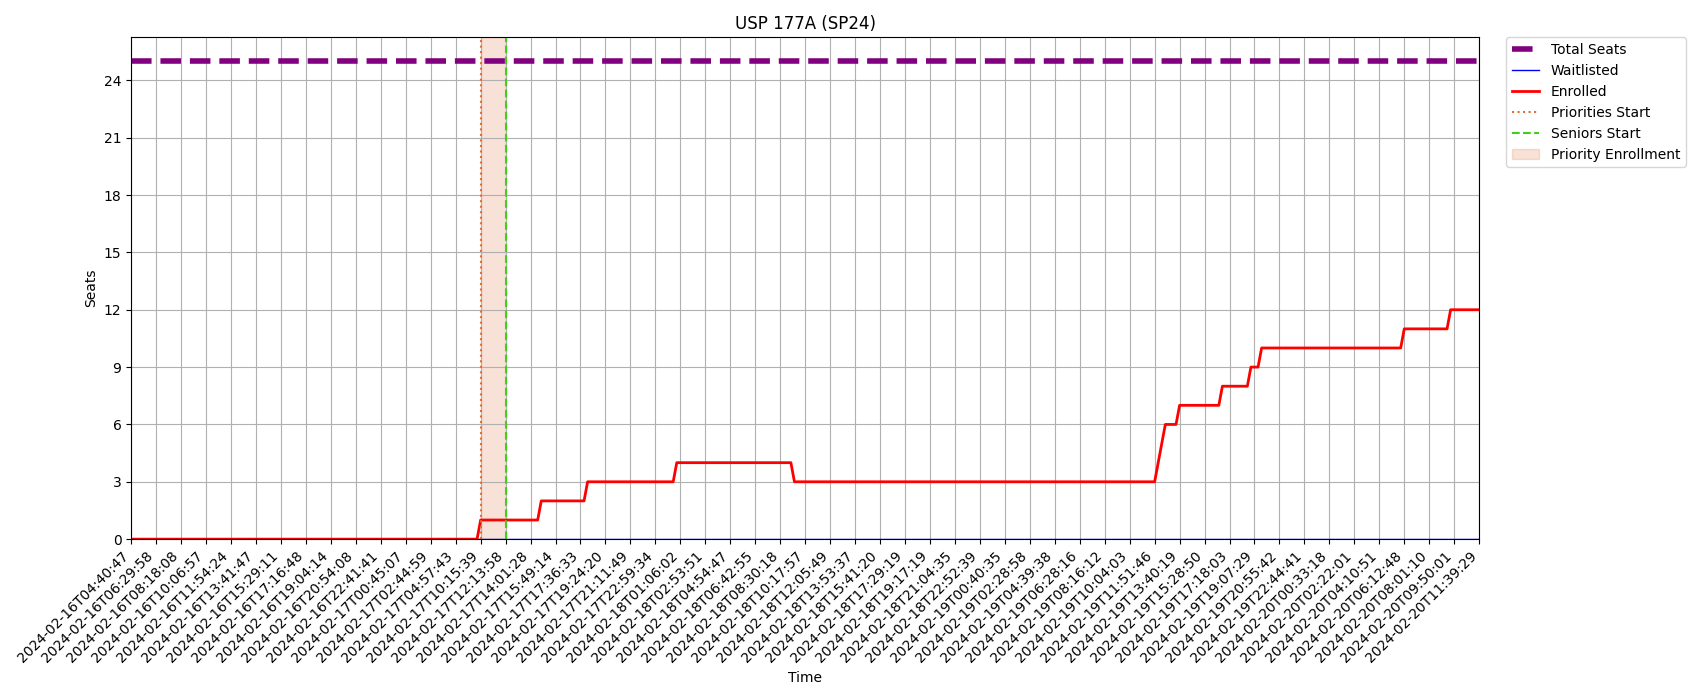 USP 177A (SP24)
Total Seats
Waitlisted
Enrolled
Priorities Start
Seniors Start
Priority Enrollment
Seats
24
21
18
15
12
9
6
3
0
2024-02-16T04:40:47
2024-02-16T06:29:58
2024-02-16T08:18:08
2024-02-16T10:06:57
2024-02-16T11:54:24
2024-02-16T13:41:47
2024-02-16T15:29:11
2024-02-16T17:16:48
2024-02-16T19:04:14
2024-02-16T20:54:08
2024-02-16T22:41:41
2024-02-17T00:45:07
2024-02-17T02:44:59
2024-02-17T04:57:43
2024-02-17T10:15:39
2024-02-17T12:13:58
2024-02-17T14:01:28
2024-02-17T15:49:14
2024-02-17T17:36:33
2024-02-17T19:24:20
2024-02-17T21:11:49
2024-02-17T22:59:34
2024-02-18T01:06:02
2024-02-18T02:53:51
2024-02-18T04:54:47
2024-02-18T06:42:55
2024-02-18T08:30:18
2024-02-18T10:17:57
2024-02-18T12:05:49
2024-02-18T13:53:37
2024-02-18T15:41:20
2024-02-18T17:29:19
2024-02-18T19:17:19
2024-02-18T21:04:35
2024-02-18T22:52:39
2024-02-19T00:40:35
2024-02-19T02:28:58
2024-02-19T04:39:38
2024-02-19T06:28:16
2024-02-19T08:16:12
2024-02-19T10:04:03
2024-02-19T11:51:46
2024-02-19T13:40:19
2024-02-19T15:28:50
2024-02-19T17:18:03
2024-02-19T19:07:29
2024-02-19T20:55:42
2024-02-19T22:44:41
2024-02-20T00:33:18
2024-02-20T02:22:01
2024-02-20T04:10:51
2024-02-20T06:12:48
2024-02-20T08:01:10
2024-02-20T09:50:01
2024-02-20T11:39:29
Time